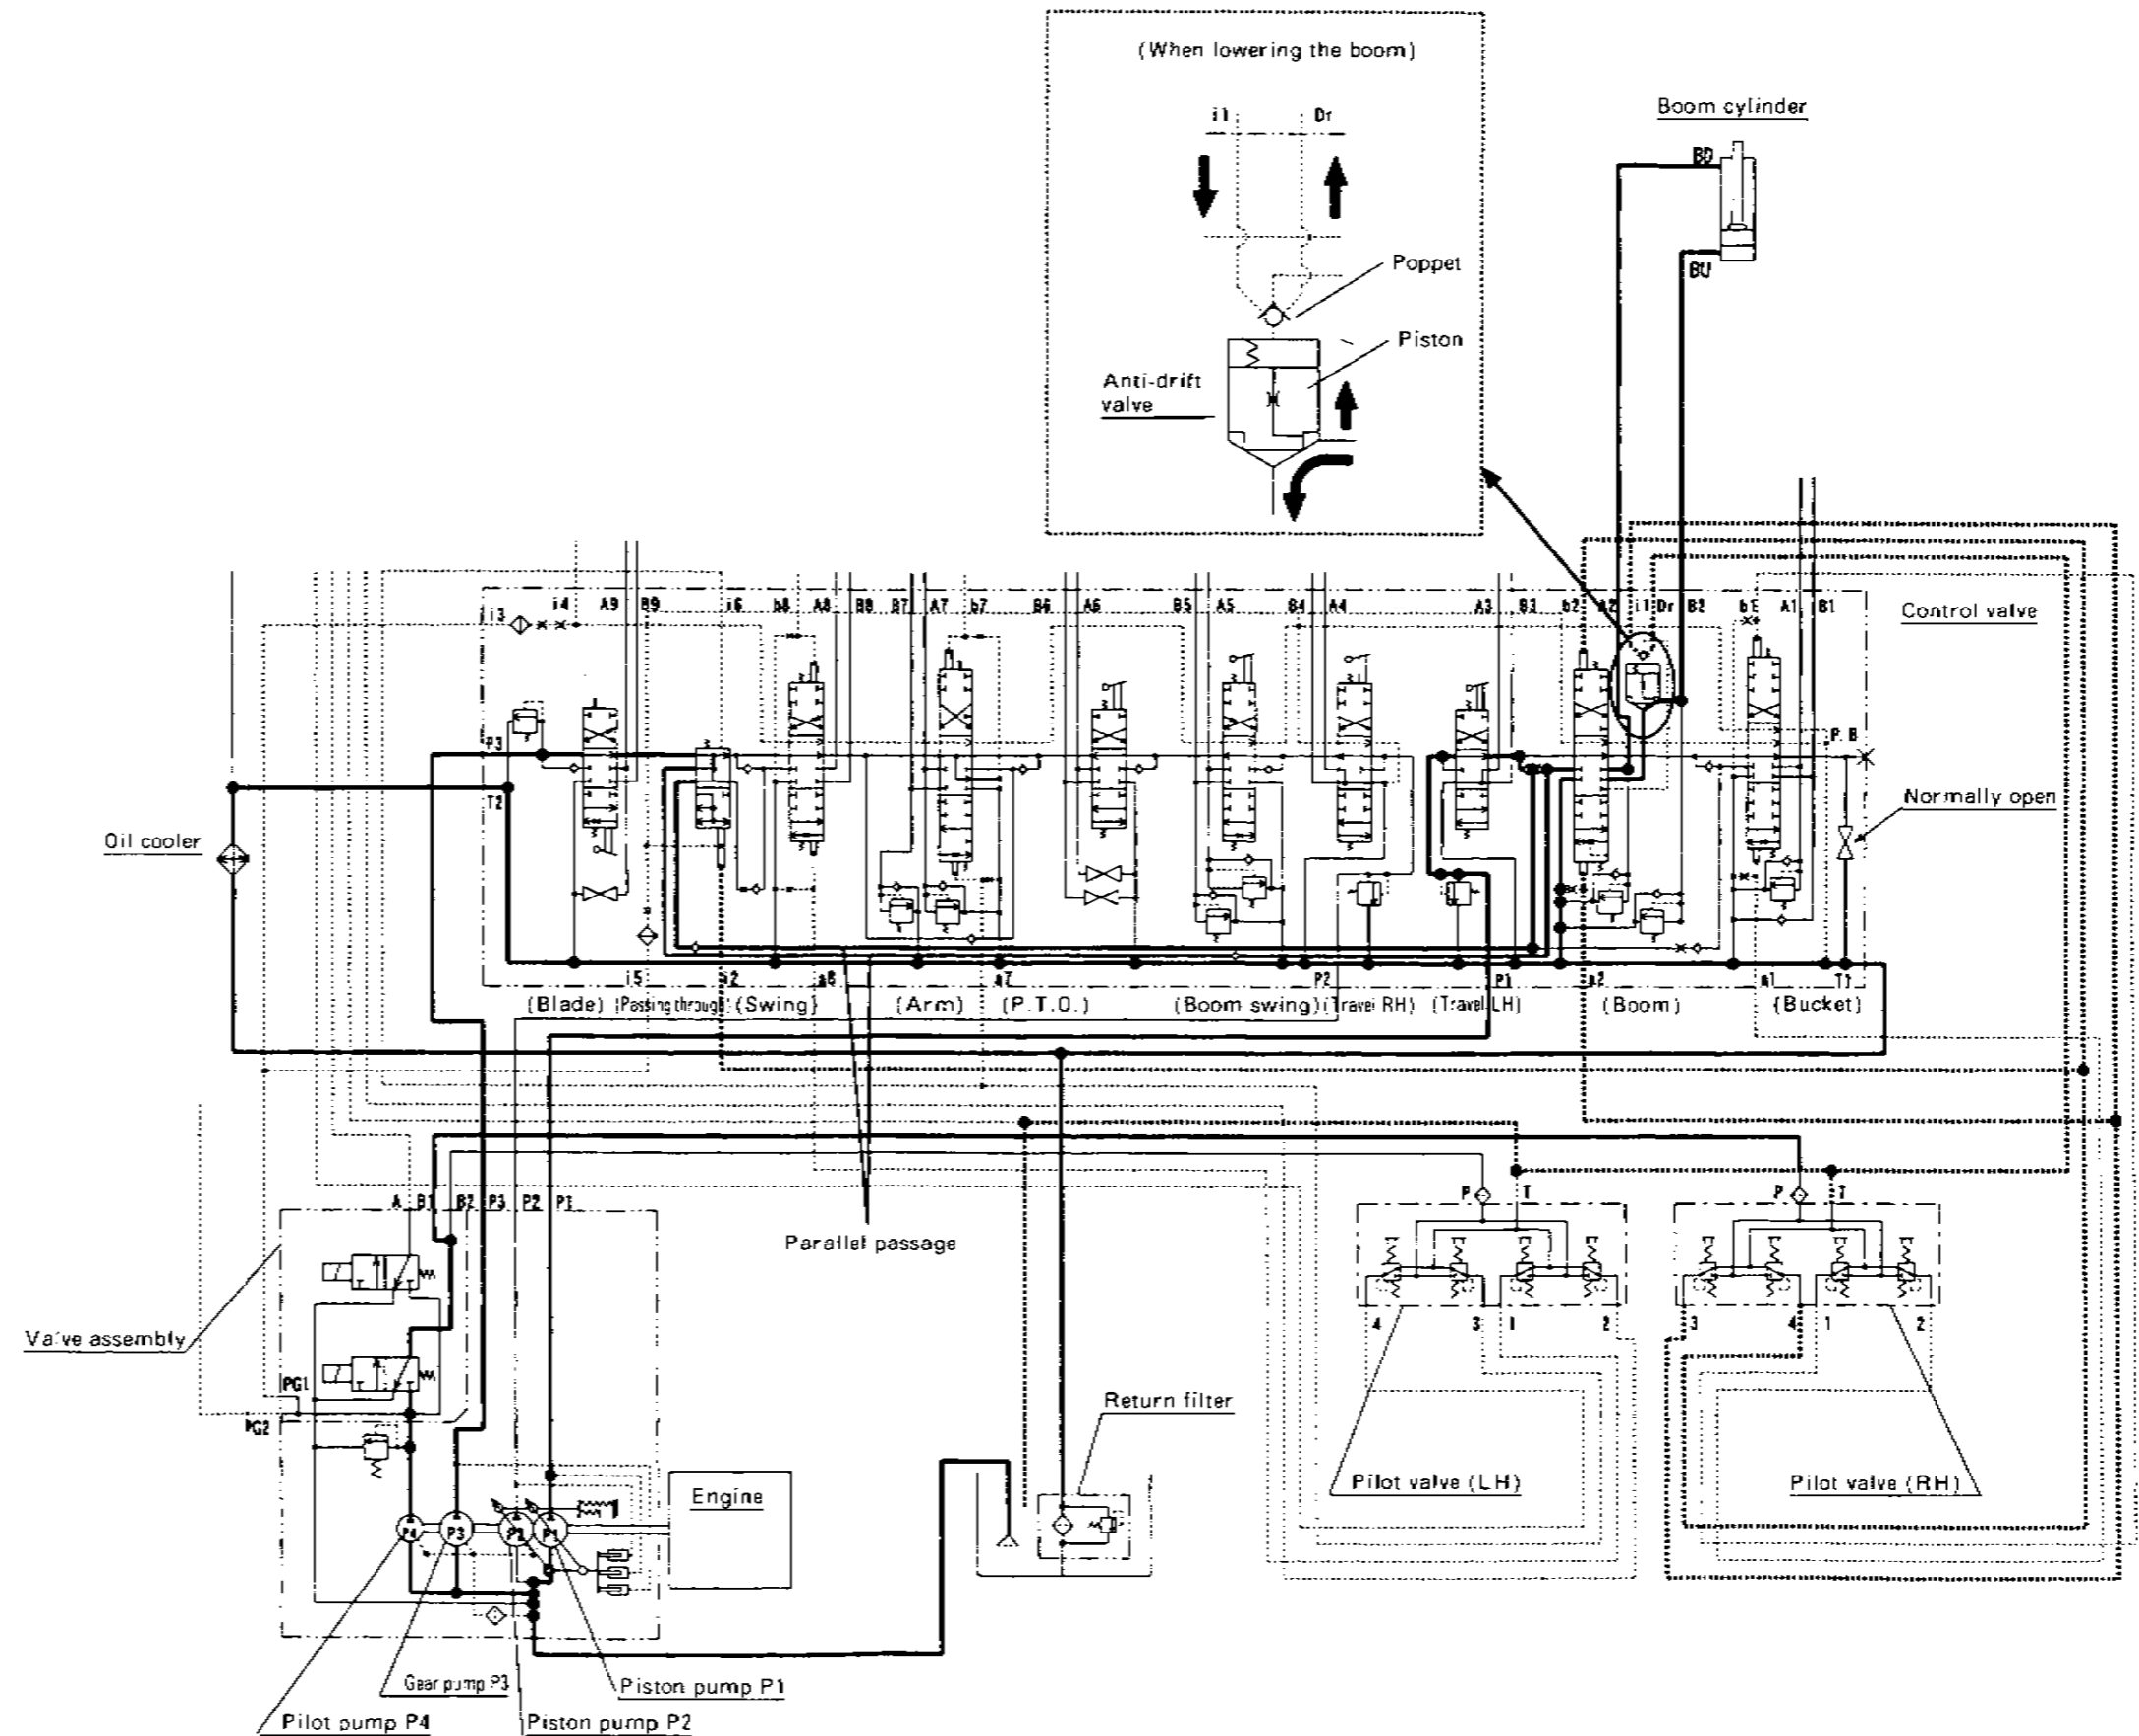 (When lowering the boom)
i1 Dr
Poppet
Piston
Anti-drift
valve
Boom cylinder
BD
BU
i3 i4 A9 B9 i6 b8 A8 B8 B7 A7 b7 B6 A6 B5 A5 B4 A4 A3 B3 b2 A2 i1 Dr B2 b1 A1 B1
Control valve
P3
P.B
T2
Normally open
Oil cooler
i5 i2 a8 a7 P2 P1 a2 a1 T1
(Blade) (Passing through) (Swing) (Arm) (P.T.O.) (Boom swing) (Travel RH) (Travel LH) (Boom) (Bucket)
A B1 B2 P3 P2 P1
P T P T
Parallel passage
Valve assembly
4 3 1 2 3 4 1 2
PG1
PG2
Return filter
Engine
Pilot valve (LH)
Pilot valve (RH)
P4 P3 P2 P1
Gear pump P3
Piston pump P1
Pilot pump P4
Piston pump P2